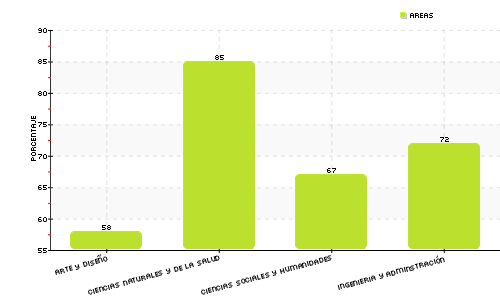 AREAS
90
85
80
75
70
65
60
55
PORCENTAJE
58
85
67
72
ARTE Y DISEÑO
CIENCIAS NATURALES Y DE LA SALUD
CIENCIAS SOCIALES Y HUMANIDADES
INGENIERIA Y ADMINSTRACIÓN